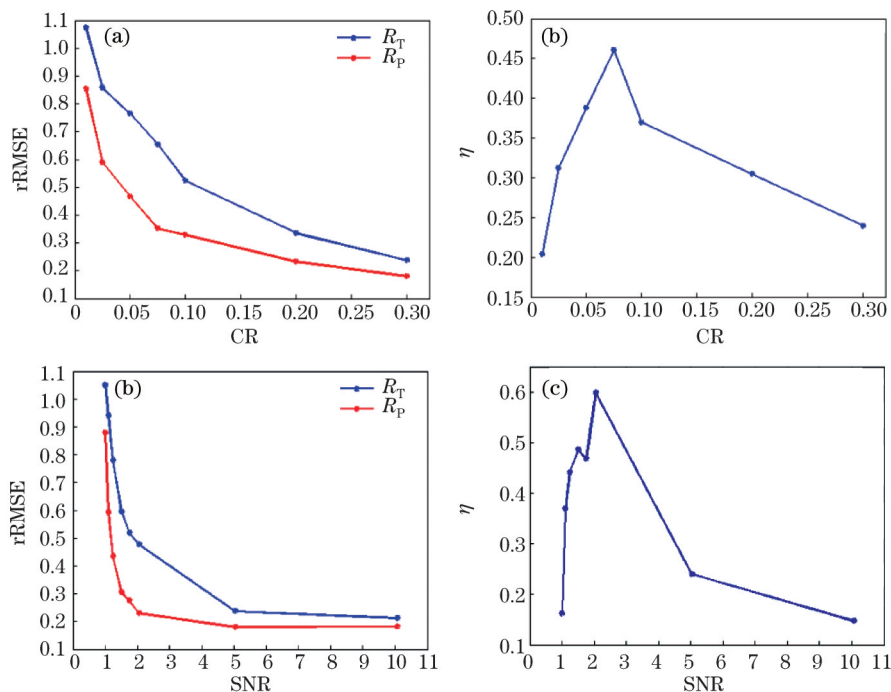 (a)
R_T
R_P
1.1
1.0
0.9
0.8
0.7
0.6
0.5
0.4
0.3
0.2
0.1
rRMSE
0.05 0.10 0.15 0.20 0.25 0.30
CR
(b)
0.50
0.45
0.40
0.35
0.30
0.25
0.20
0.15
η
0 0.05 0.10 0.15 0.20 0.25 0.30
CR
(b)
R_T
R_P
1.1
1.0
0.9
0.8
0.7
0.6
0.5
0.4
0.3
0.2
0.1
rRMSE
0 1 2 3 4 5 6 7 8 9 10 11
SNR
(c)
0.6
0.5
0.4
0.3
0.2
0.1
η
0 1 2 3 4 5 6 7 8 9 10 11
SNR